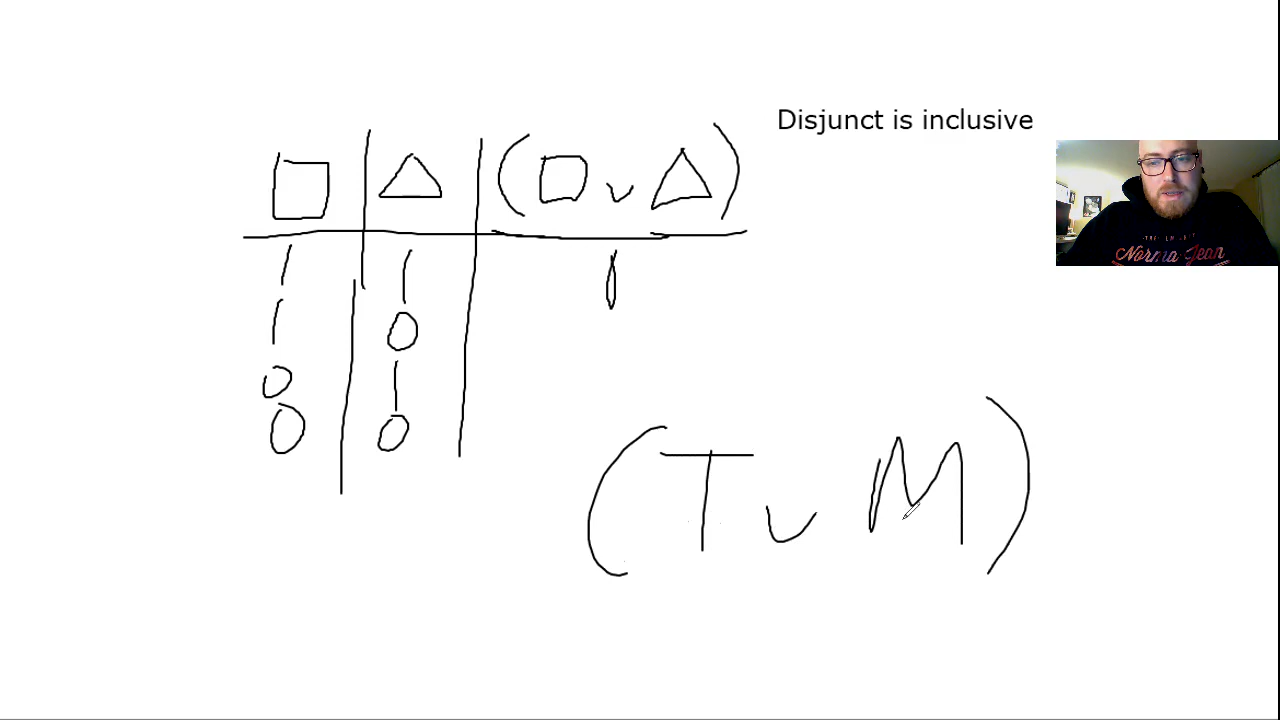 Disjunct is inclusive
□ △ (□ ∨ △)
1 1 1
1 0
0 1
0 0
(T ∨ M)
Norma Jean